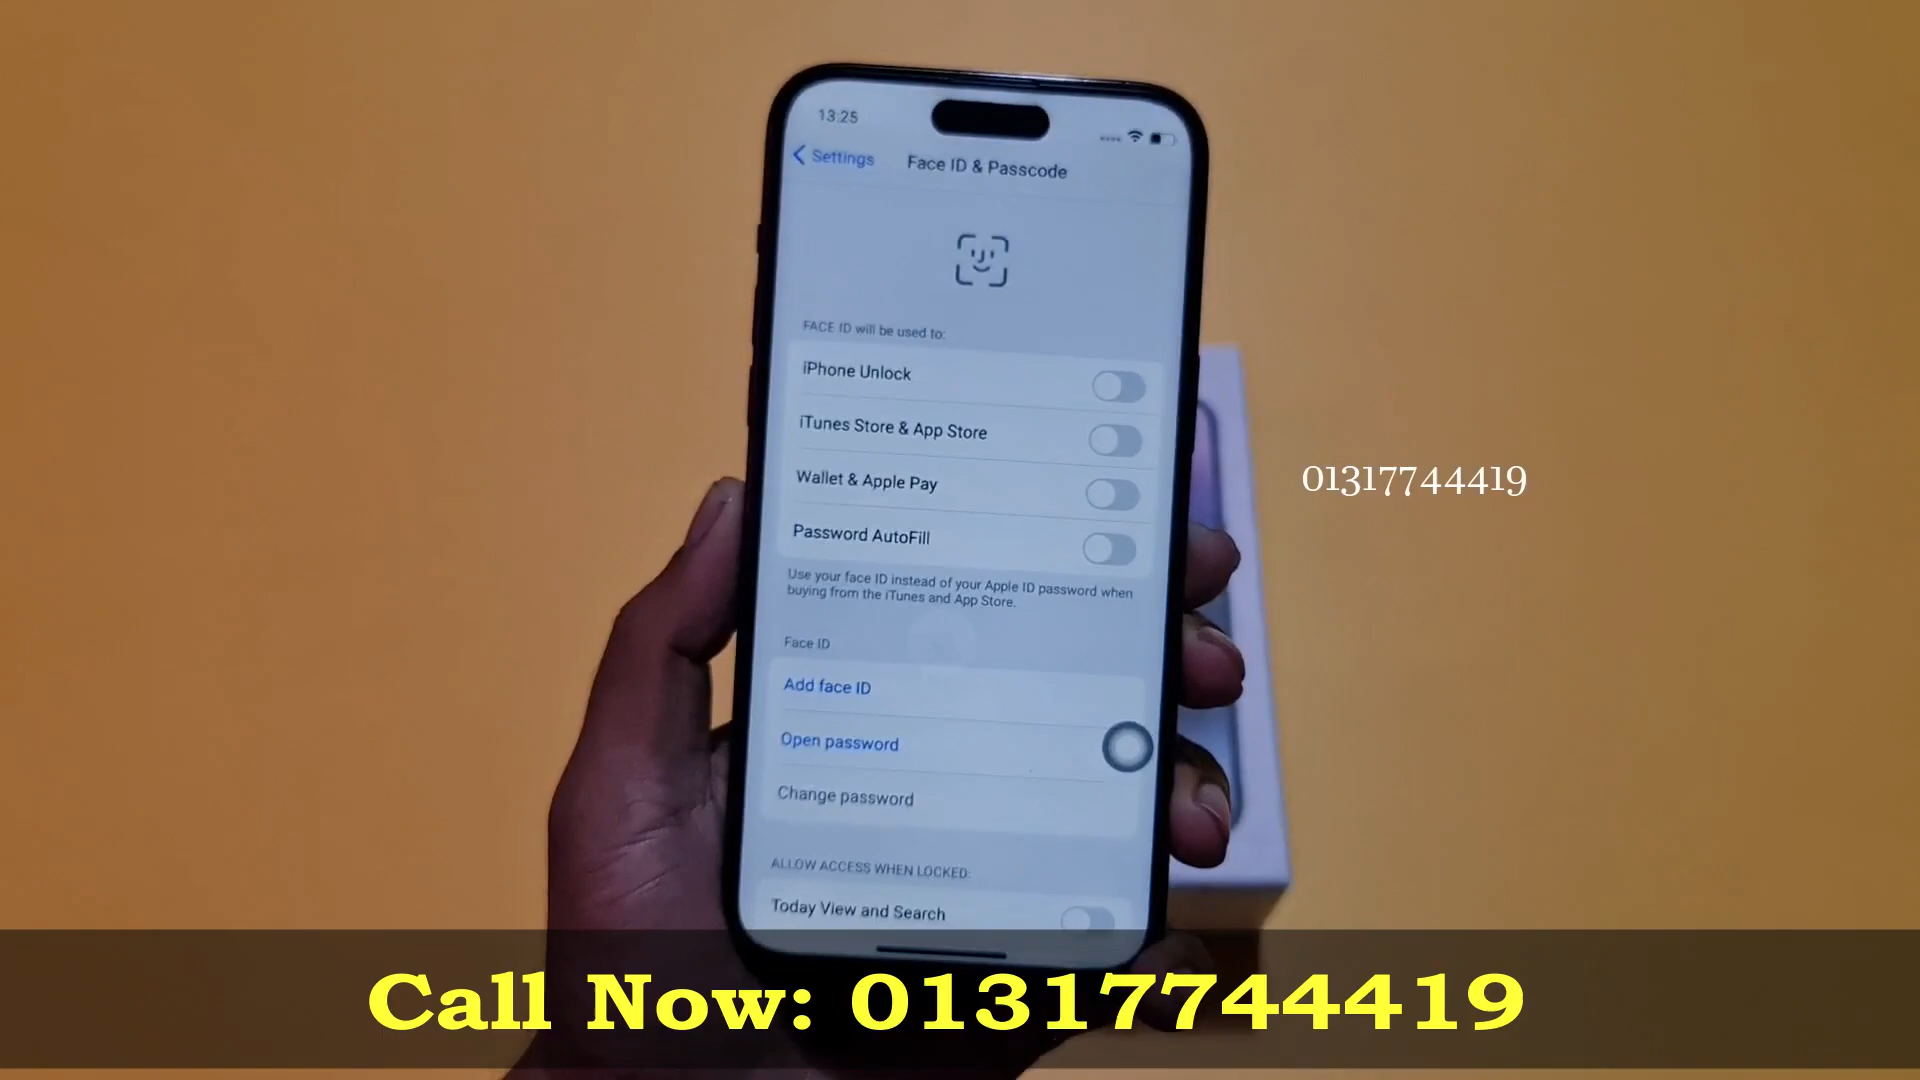 13:25
Settings
Face ID & Passcode
FACE ID will be used to:
iPhone Unlock
iTunes Store & App Store
Wallet & Apple Pay
Password AutoFill
Use your face ID instead of your Apple ID password when
buying from the iTunes and App Store.
Face ID
Add face ID
Open password
Change password
ALLOW ACCESS WHEN LOCKED:
Today View and Search
01317744419
Call Now: 01317744419